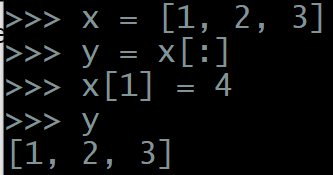 >>> x = [1, 2, 3]
>>> y = x[:]
>>> x[1] = 4
>>> y
[1, 2, 3]